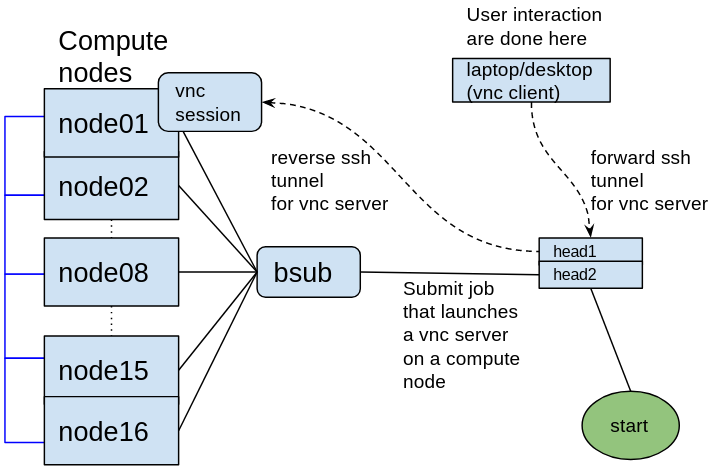 User interaction
are done here
Compute
nodes
laptop/desktop
(vnc client)
vnc
session
node01
reverse ssh
tunnel
for vnc server
forward ssh
tunnel
for vnc server
node02
head1
head2
node08
bsub
Submit job
that launches
a vnc server
on a compute
node
node15
node16
start